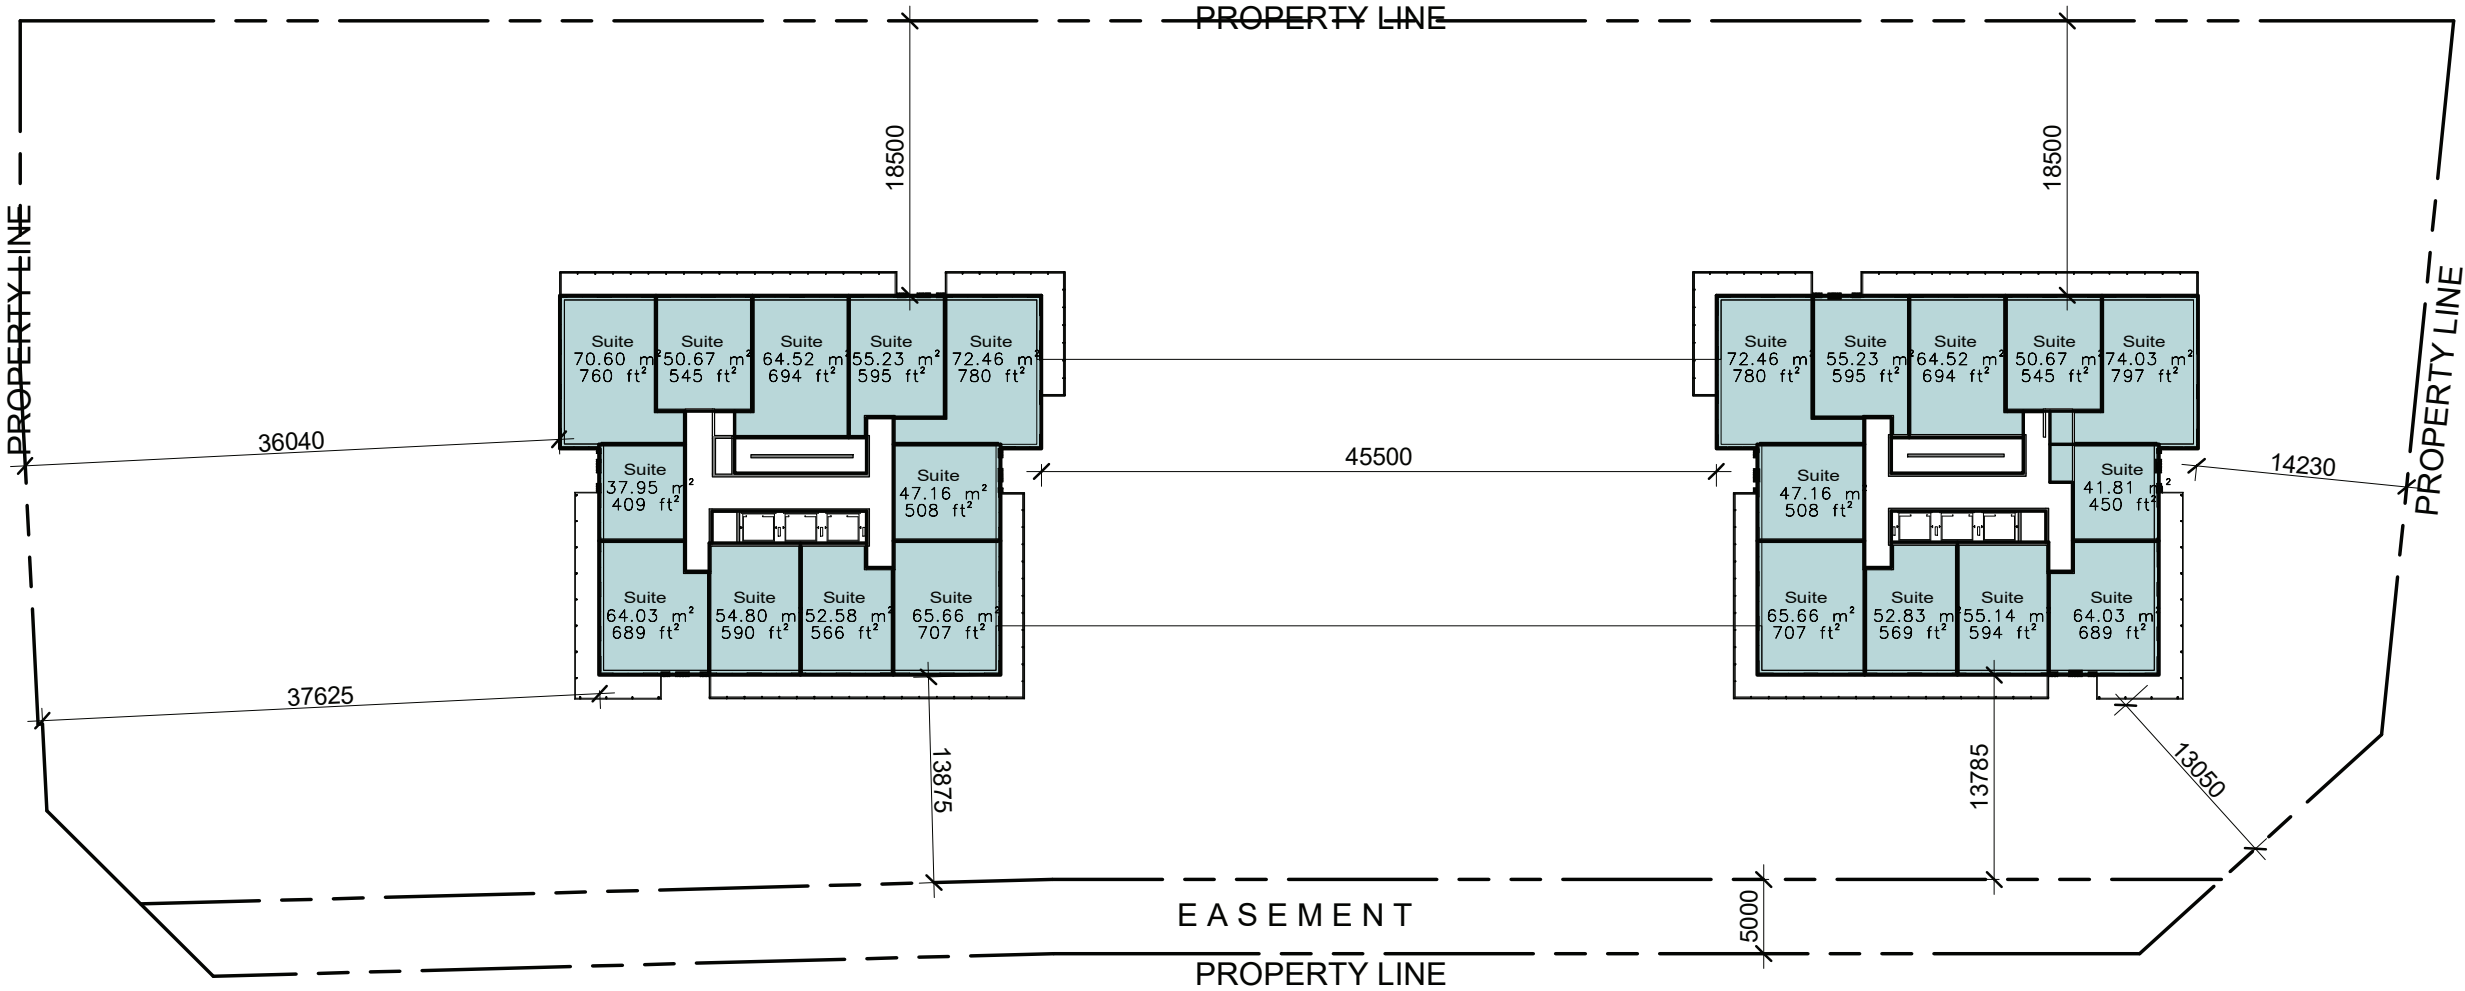 PROPERTY LINE
PROPERTY LINE
PROPERTY LINE
18500
18500
Suite
70.60 m²
760 ft²
Suite
50.67 m²
545 ft²
Suite
64.52 m²
694 ft²
Suite
55.23 m²
595 ft²
Suite
72.46 m²
780 ft²
Suite
72.46 m²
780 ft²
Suite
55.23 m²
595 ft²
Suite
64.52 m²
694 ft²
Suite
50.67 m²
545 ft²
Suite
74.03 m²
797 ft²
36040
45500
14230
Suite
37.95 m²
409 ft²
Suite
47.16 m²
508 ft²
Suite
47.16 m²
508 ft²
Suite
41.81 m²
450 ft²
Suite
64.03 m²
689 ft²
Suite
54.80 m
590 ft²
Suite
52.58 m²
566 ft²
Suite
65.66 m²
707 ft²
Suite
65.66 m²
707 ft²
Suite
52.83 m²
569 ft²
Suite
55.14 m²
594 ft²
Suite
64.03 m²
689 ft²
37625
13875
13785
13050
EASEMENT
5000
PROPERTY LINE